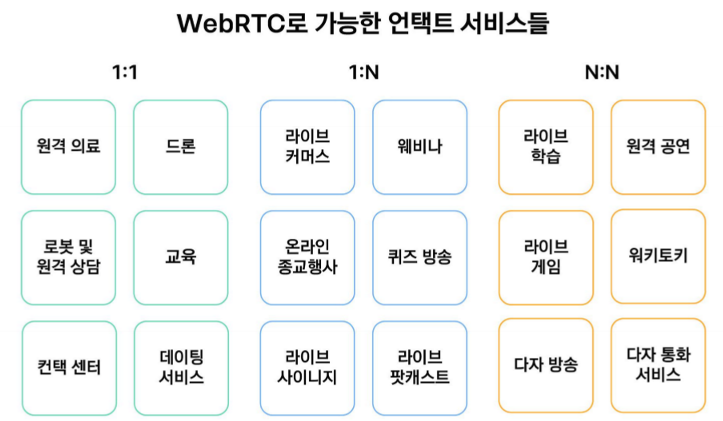 WebRTC로 가능한 언택트 서비스들
1:1
1:N
N:N
원격 의료
드론
라이브
커머스
웨비나
라이브
학습
원격 공연
로봇 및
원격 상담
교육
온라인
종교행사
퀴즈 방송
라이브
게임
워키토키
컨택 센터
데이팅
서비스
라이브
사이니지
라이브
팟캐스트
다자 방송
다자 통화
서비스